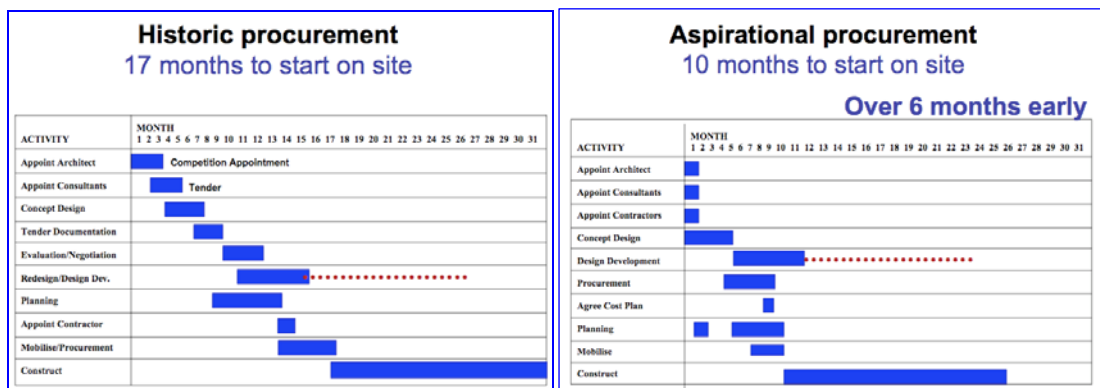 Historic procurement
17 months to start on site
MONTH
ACTIVITY
1 2 3 4 5 6 7 8 9 10 11 12 13 14 15 16 17 18 19 20 21 22 23 24 25 26 27 28 29 30 31
Appoint Architect
Competition Appointment
Appoint Consultants
Tender
Concept Design
Tender Documentation
Evaluation/Negotiation
Redesign/Design Dev.
Planning
Appoint Contractor
Mobilise/Procurement
Construct
Aspirational procurement
10 months to start on site
Over 6 months early
MONTH
ACTIVITY
1 2 3 4 5 6 7 8 9 10 11 12 13 14 15 16 17 18 19 20 21 22 23 24 25 26 27 28 29 30 31
Appoint Architect
Appoint Consultants
Appoint Contractors
Concept Design
Design Development
Procurement
Agree Cost Plan
Planning
Mobilise
Construct